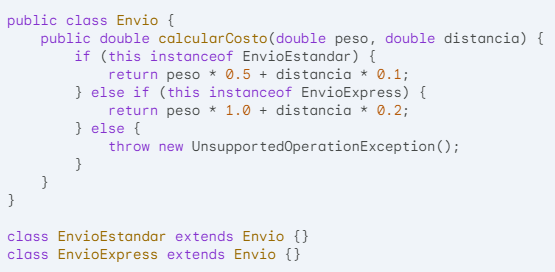 public class Envio {
    public double calcularCosto(double peso, double distancia) {
        if (this instanceof EnvioEstandar) {
            return peso * 0.5 + distancia * 0.1;
        } else if (this instanceof EnvioExpress) {
            return peso * 1.0 + distancia * 0.2;
        } else {
            throw new UnsupportedOperationException();
        }
    }
}

class EnvioEstandar extends Envio {}
class EnvioExpress extends Envio {}